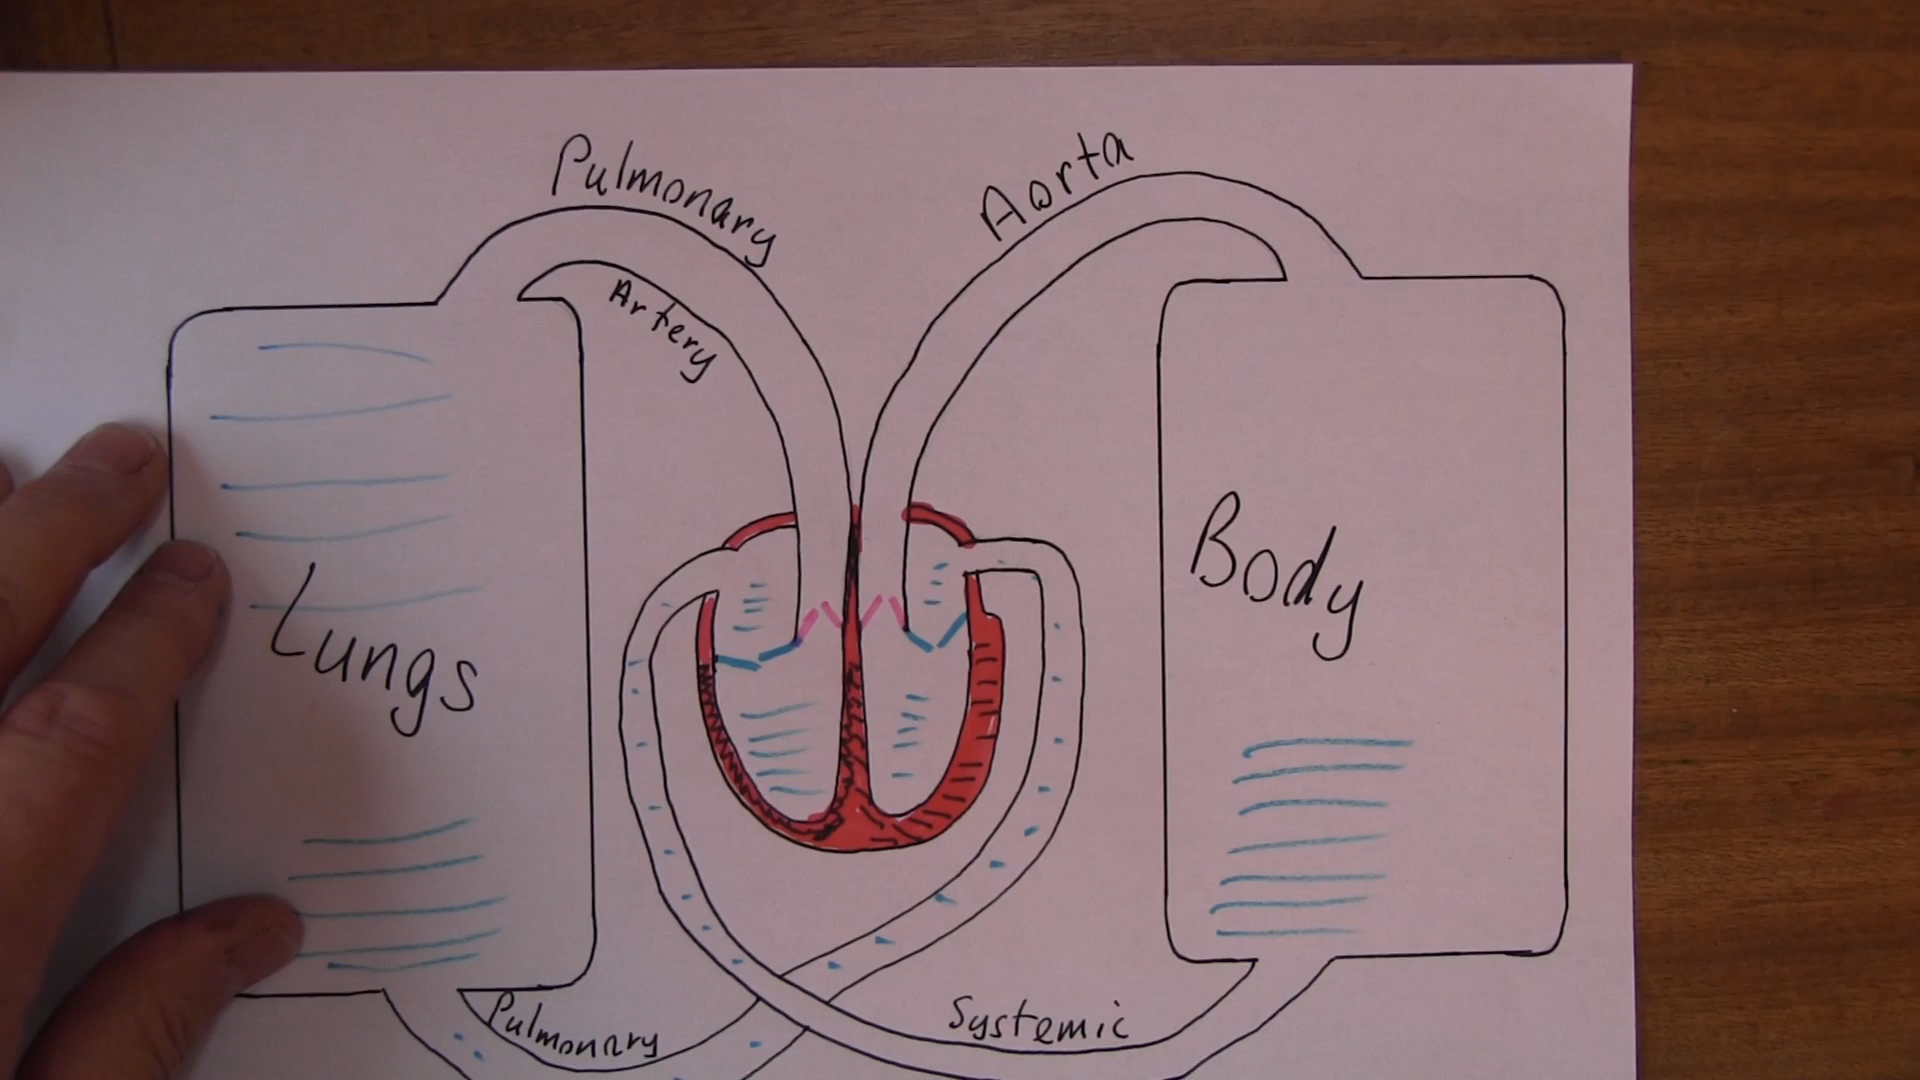 Pulmonary
Artery
Aorta
Lungs
Body
Pulmonary
Systemic